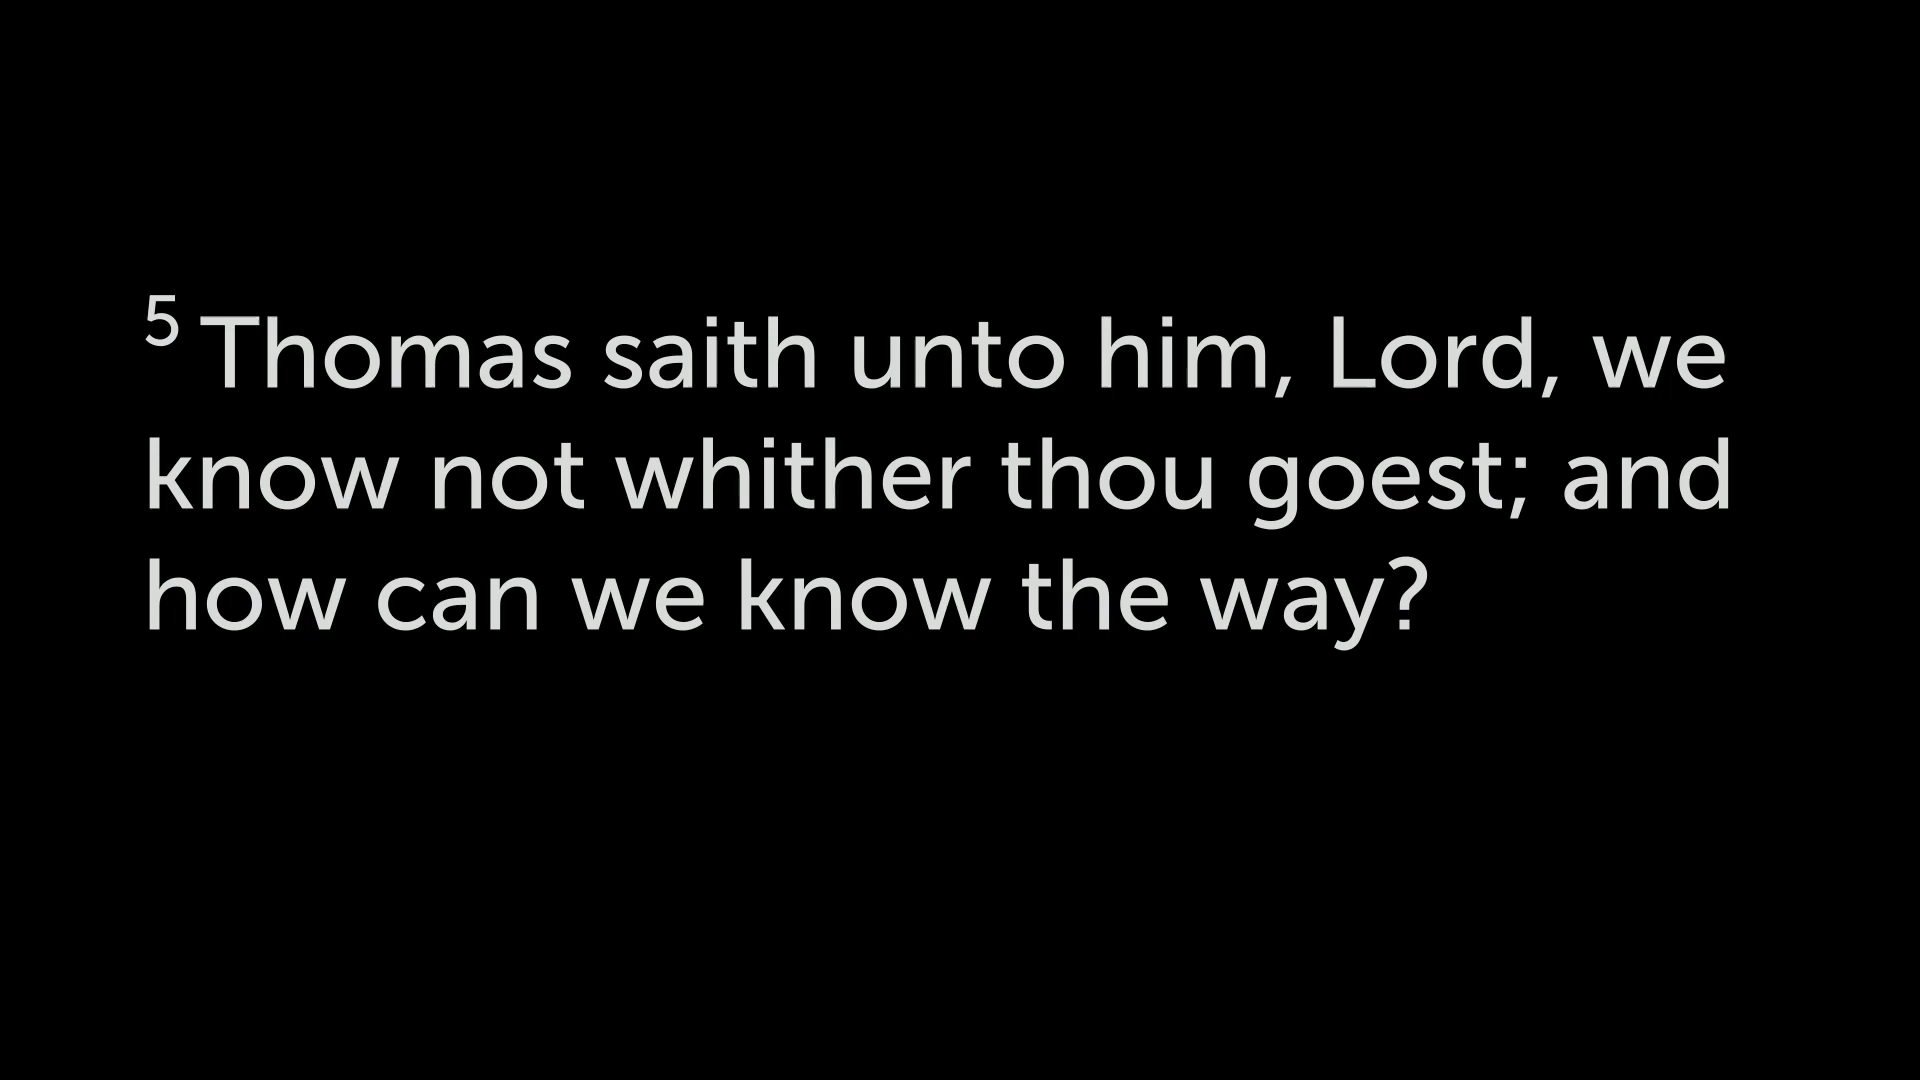 5 Thomas saith unto him, Lord, we
know not whither thou goest; and
how can we know the way?